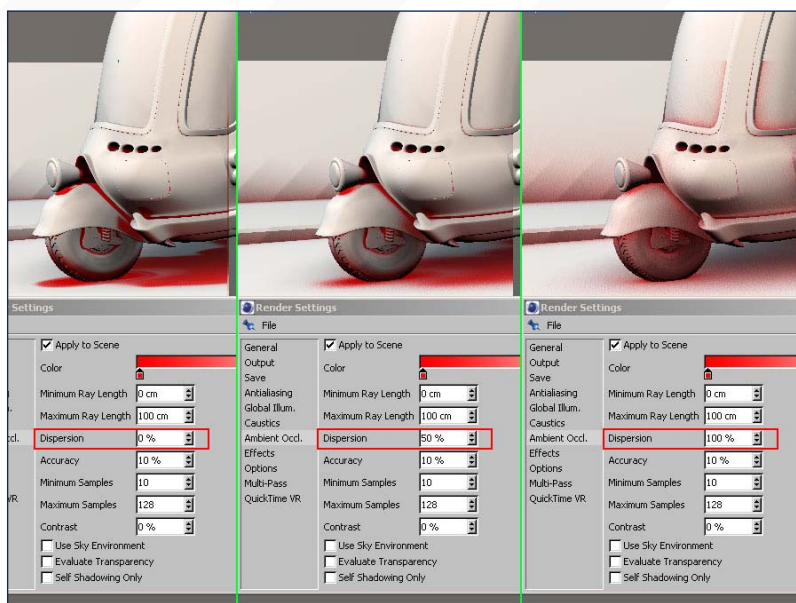 Settings
Apply to Scene
Color
Minimum Ray Length 0 cm
Maximum Ray Length 100 cm
Dispersion 0 %
Accuracy 10 %
Minimum Samples 10
Maximum Samples 128
Contrast 0 %
Use Sky Environment
Evaluate Transparency
Self Shadowing Only
ccl.
VR
Render Settings
File
General
Output
Save
Antialiasing
Global Illum.
Caustics
Ambient Occl.
Effects
Options
Multi-Pass
QuickTime VR
Apply to Scene
Color
Minimum Ray Length 0 cm
Maximum Ray Length 100 cm
Dispersion 50 %
Accuracy 10 %
Minimum Samples 10
Maximum Samples 128
Contrast 0 %
Use Sky Environment
Evaluate Transparency
Self Shadowing Only
Render Settings
File
General
Output
Save
Antialiasing
Global Illum.
Caustics
Ambient Occl.
Effects
Options
Multi-Pass
QuickTime VR
Apply to Scene
Color
Minimum Ray Length 0 cm
Maximum Ray Length 100 cm
Dispersion 100 %
Accuracy 10 %
Minimum Samples 10
Maximum Samples 128
Contrast 0 %
Use Sky Environment
Evaluate Transparency
Self Shadowing Only